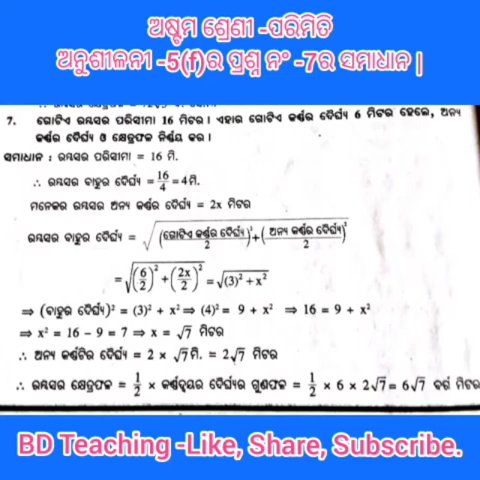 ଅଷ୍ଟମ ଶ୍ରେଣୀ -ପରିମିତି
ଅନୁଶୀଳନୀ -5(f)ର ପ୍ରଶ୍ନ ନଂ -7ର ସମାଧାନ |
7. ଗୋଟିଏ ରମ୍ବସର ପରିସୀମା 16 ମିଟର। ଏହାର ଗୋଟିଏ କର୍ଣ୍ଣର ଦୈର୍ଘ୍ୟ 6 ମିଟର ହେଲେ, ଅନ୍ୟ
କର୍ଣ୍ଣର ଦୈର୍ଘ୍ୟ ଓ କ୍ଷେତ୍ରଫଳ ନିର୍ଣ୍ଣୟ କର।
ସମାଧାନ : ରମ୍ବସର ପରିସୀମା = 16 ମି.
∴ ରମ୍ବସର ବାହୁର ଦୈର୍ଘ୍ୟ = 16/4 = 4 ମି.
ମନେକର ରମ୍ବସର ଅନ୍ୟ କର୍ଣ୍ଣର ଦୈର୍ଘ୍ୟ = 2x ମିଟର
ରମ୍ବସର ବାହୁର ଦୈର୍ଘ୍ୟ = √((ଗୋଟିଏ କର୍ଣ୍ଣର ଦୈର୍ଘ୍ୟ/2)² + (ଅନ୍ୟ କର୍ଣ୍ଣର ଦୈର୍ଘ୍ୟ/2)²)
= √((6/2)² + (2x/2)²) = √((3)² + x²)
⇒ (ବାହୁର ଦୈର୍ଘ୍ୟ)² = (3)² + x² ⇒ (4)² = 9 + x² ⇒ 16 = 9 + x²
⇒ x² = 16 − 9 = 7 ⇒ x = √7 ମିଟର
∴ ଅନ୍ୟ କର୍ଣ୍ଣଟିର ଦୈର୍ଘ୍ୟ = 2 × √7 ମି. = 2√7 ମିଟର
∴ ରମ୍ବସର କ୍ଷେତ୍ରଫଳ = 1/2 × କର୍ଣ୍ଣଦ୍ୱୟର ଦୈର୍ଘ୍ୟର ଗୁଣଫଳ = 1/2 × 6 × 2√7 = 6√7 ବର୍ଗ ମିଟର
BD Teaching -Like, Share, Subscribe.